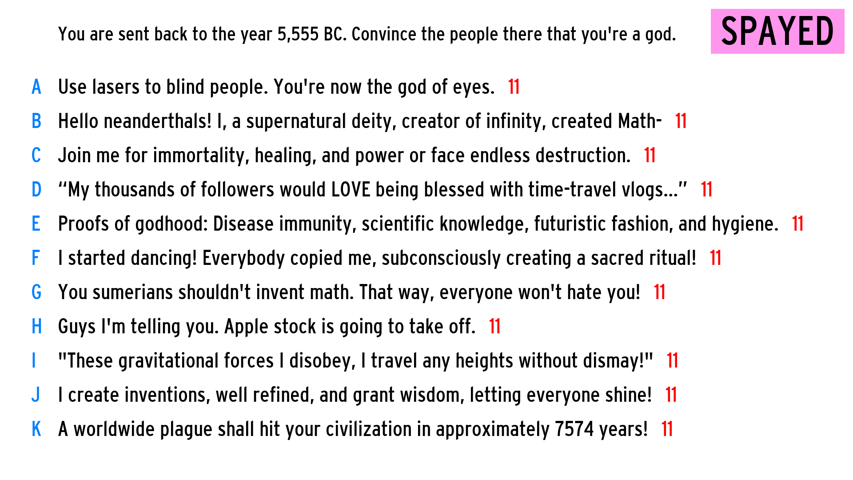 You are sent back to the year 5,555 BC. Convince the people there that you're a god.
SPAYED
A Use lasers to blind people. You're now the god of eyes. 11
B Hello neanderthals! I, a supernatural deity, creator of infinity, created Math- 11
C Join me for immortality, healing, and power or face endless destruction. 11
D “My thousands of followers would LOVE being blessed with time-travel vlogs...” 11
E Proofs of godhood: Disease immunity, scientific knowledge, futuristic fashion, and hygiene. 11
F I started dancing! Everybody copied me, subconsciously creating a sacred ritual! 11
G You sumerians shouldn't invent math. That way, everyone won't hate you! 11
H Guys I'm telling you. Apple stock is going to take off. 11
I "These gravitational forces I disobey, I travel any heights without dismay!" 11
J I create inventions, well refined, and grant wisdom, letting everyone shine! 11
K A worldwide plague shall hit your civilization in approximately 7574 years! 11